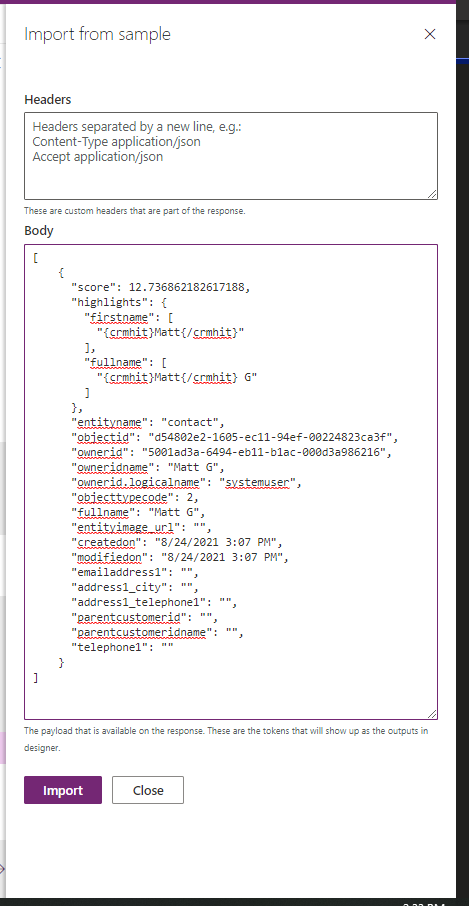 Import from sample
Headers
Headers separated by a new line, e.g.:
Content-Type application/json
Accept application/json
These are custom headers that are part of the response.
Body
[
    {
      "score": 12.736862182617188,
      "highlights": {
        "firstname": [
          "{crmhit}Matt{/crmhit}"
        ],
        "fullname": [
          "{crmhit}Matt{/crmhit} G"
        ]
      },
      "entityname": "contact",
      "objectid": "d54802e2-1605-ec11-94ef-00224823ca3f",
      "ownerid": "5001ad3a-6494-eb11-b1ac-000d3a986216",
      "owneridname": "Matt G",
      "ownerid.logicalname": "systemuser",
      "objecttypecode": 2,
      "fullname": "Matt G",
      "entityimage_url": "",
      "createdon": "8/24/2021 3:07 PM",
      "modifiedon": "8/24/2021 3:07 PM",
      "emailaddress1": "",
      "address1_city": "",
      "address1_telephone1": "",
      "parentcustomerid": "",
      "parentcustomeridname": "",
      "telephone1": ""
    }
]
The payload that is available on the response. These are the tokens that will show up as the outputs in
designer.
Import
Close